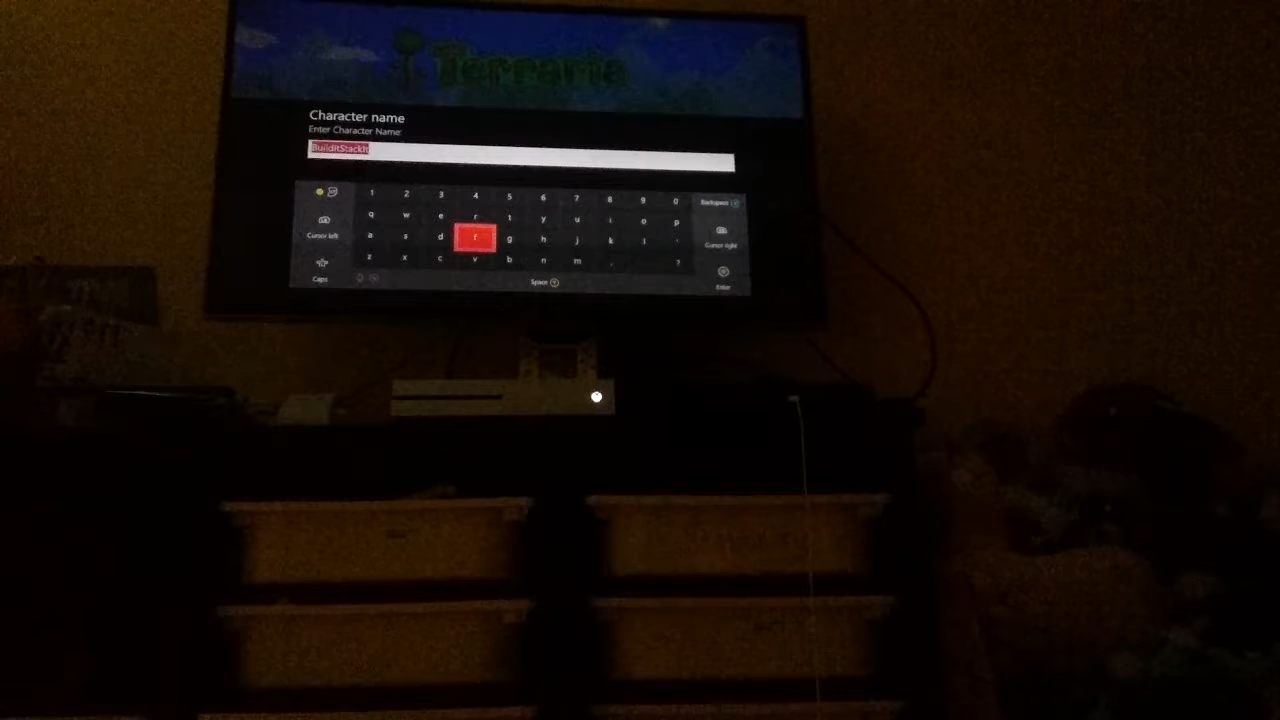 Terraria
Character name
Enter Character Name:
BuilditStackIt
1 2 3 4 5 6 7 8 9 0 Backspace
q w e r t y u i o p
Cursor left a s d f g h j k l ' Cursor right
z x c v b n m , . ?
Caps Space Y Enter